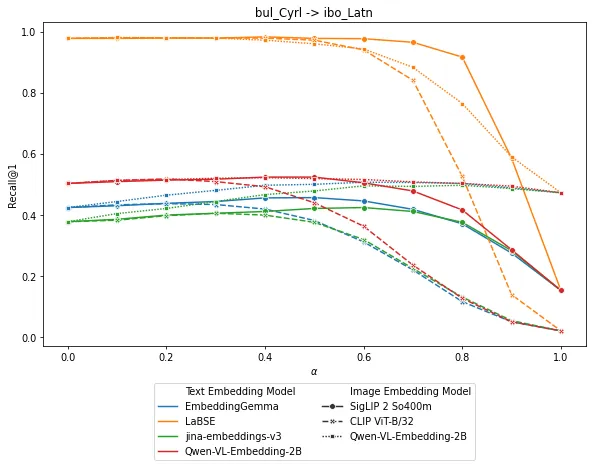 bul_Cyrl -> ibo_Latn
Recall@1
1.0
0.8
0.6
0.4
0.2
0.0
0.0 0.2 0.4 0.6 0.8 1.0
α
Text Embedding Model Image Embedding Model
EmbeddingGemma SigLIP 2 So400m
LaBSE CLIP ViT-B/32
jina-embeddings-v3 Qwen-VL-Embedding-2B
Qwen-VL-Embedding-2B